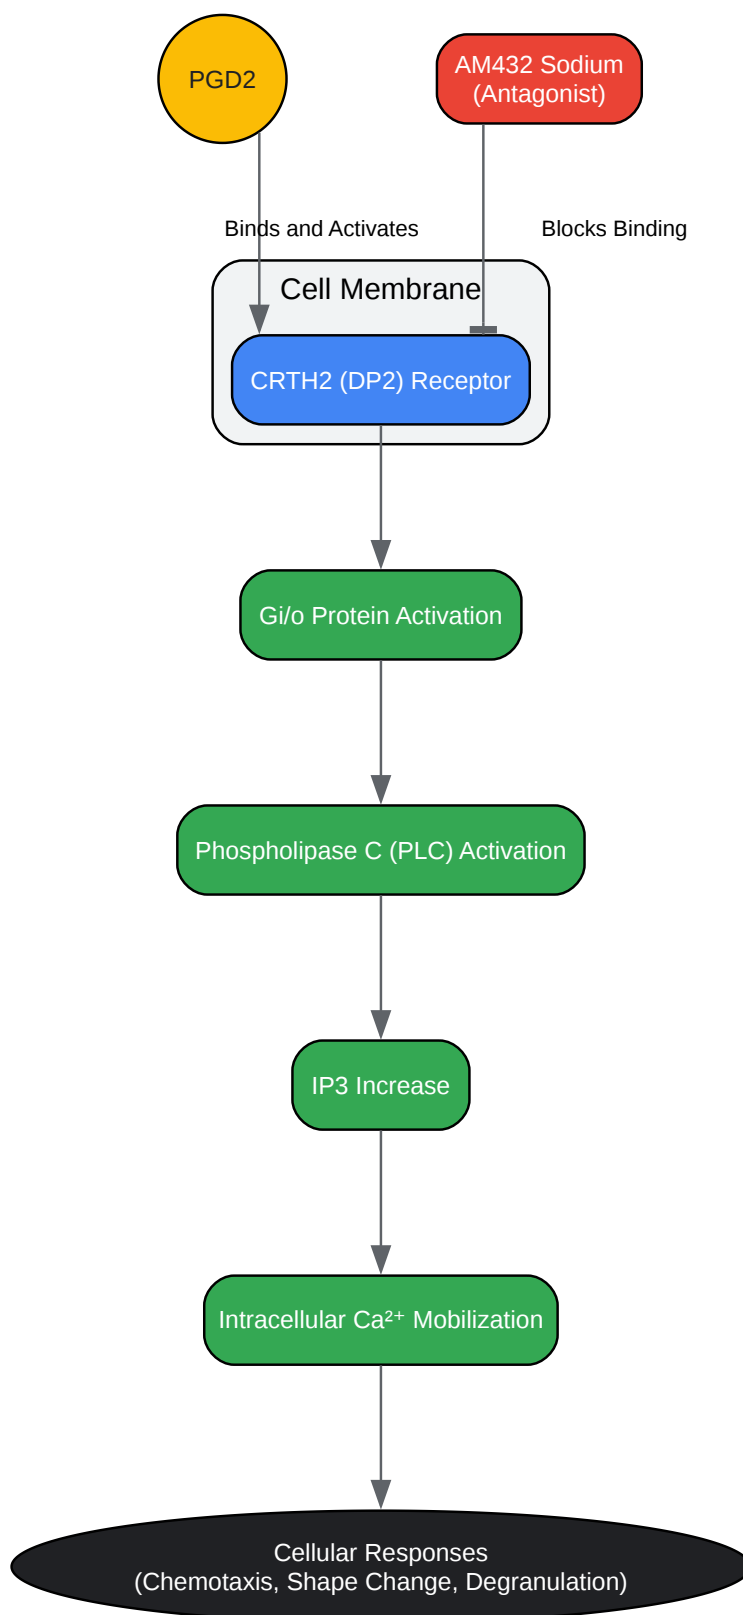 PGD2
AM432 Sodium
(Antagonist)
Binds and Activates
Blocks Binding
Cell Membrane
CRTH2 (DP2) Receptor
Gi/o Protein Activation
Phospholipase C (PLC) Activation
IP3 Increase
Intracellular Ca²⁺ Mobilization
Cellular Responses
(Chemotaxis, Shape Change, Degranulation)